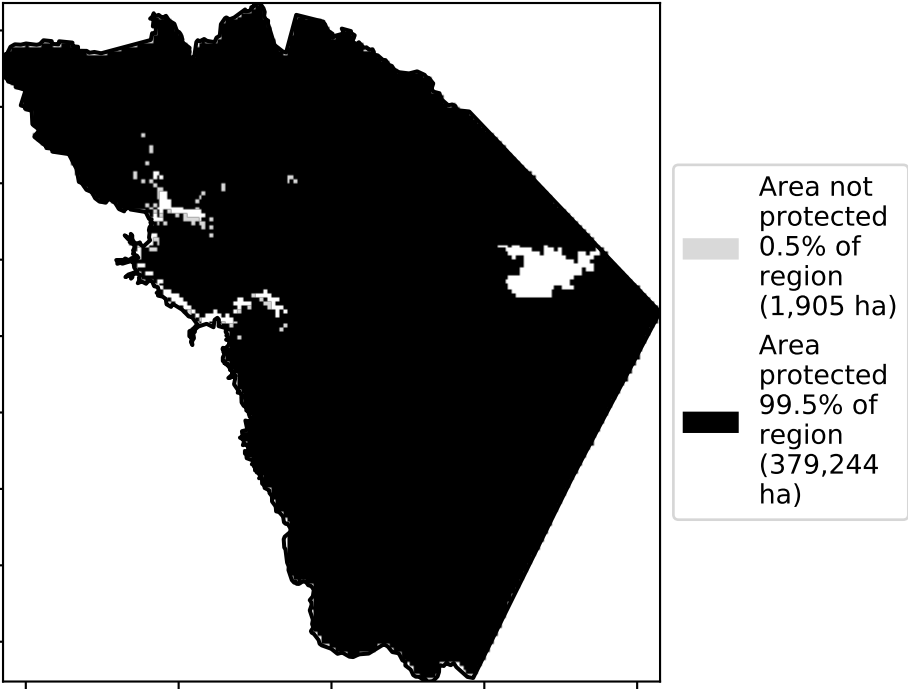 Area not
protected
0.5% of
region
(1,905 ha)
Area
protected
99.5% of
region
(379,244
ha)